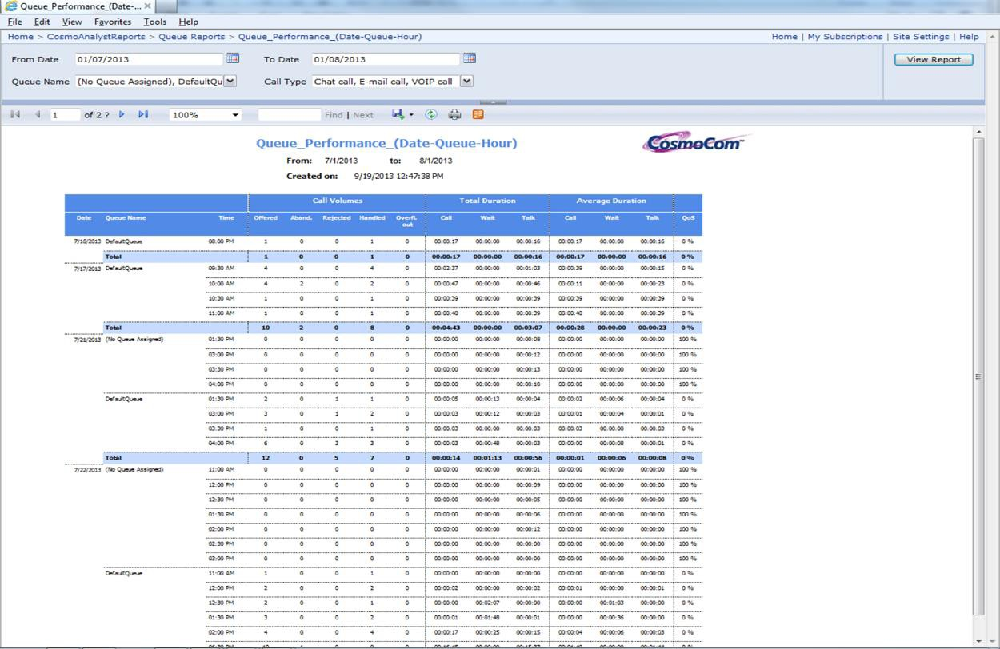 Queue_Performance_(Date-...
File Edit View Favorites Tools Help
Home > CosmoAnalystReports > Queue Reports > Queue_Performance_(Date-Queue-Hour) Home | My Subscriptions | Site Settings | Help
From Date 01/07/2013 To Date 01/08/2013 View Report
Queue Name (No Queue Assigned), DefaultQu Call Type Chat call, E-mail call, VOIP call
1 of 2 ? 100% Find | Next
Queue_Performance_(Date-Queue-Hour) CosmoCom™
From: 7/1/2013 to: 8/1/2013
Created on: 9/19/2013 12:47:38 PM
Call Volumes Total Duration Average Duration
Date Queue Name Time Offered Aband. Rejected Handled Overfl. out Call Wait Talk Call Wait Talk QoS
7/16/2013 DefaultQueue 08:00 PM 1 0 0 1 0 00:00:17 00:00:00 00:00:16 00:00:17 00:00:00 00:00:16 0 %
Total 1 0 0 1 0 00:00:17 00:00:00 00:00:16 00:00:17 00:00:00 00:00:16 0 %
7/17/2013 DefaultQueue 09:30 AM 4 0 0 4 0 00:02:37 00:00:00 00:01:03 00:00:39 00:00:00 00:00:15 0 %
10:00 AM 4 2 0 2 0 00:00:47 00:00:00 00:00:46 00:00:11 00:00:00 00:00:23 0 %
10:30 AM 1 0 0 1 0 00:00:39 00:00:00 00:00:39 00:00:39 00:00:00 00:00:39 0 %
11:00 AM 1 0 0 1 0 00:00:40 00:00:00 00:00:39 00:00:40 00:00:00 00:00:39 0 %
Total 10 2 0 8 0 00:04:43 00:00:00 00:03:07 00:00:28 00:00:00 00:00:23 0 %
7/21/2013 (No Queue Assigned) 01:30 PM 0 0 0 0 0 00:00:00 00:00:00 00:00:08 00:00:00 00:00:00 00:00:00 100 %
03:00 PM 0 0 0 0 0 00:00:00 00:00:00 00:00:12 00:00:00 00:00:00 00:00:00 100 %
03:30 PM 0 0 0 0 0 00:00:00 00:00:00 00:00:13 00:00:00 00:00:00 00:00:00 100 %
04:00 PM 0 0 0 0 0 00:00:00 00:00:00 00:00:10 00:00:00 00:00:00 00:00:00 100 %
DefaultQueue 01:30 PM 2 0 1 1 0 00:00:05 00:00:13 00:00:04 00:00:02 00:00:06 00:00:04 0 %
03:00 PM 3 0 1 2 0 00:00:03 00:00:12 00:00:03 00:00:01 00:00:04 00:00:01 0 %
03:30 PM 1 0 0 1 0 00:00:03 00:00:00 00:00:03 00:00:03 00:00:00 00:00:03 0 %
04:00 PM 6 0 3 3 0 00:00:03 00:00:48 00:00:03 00:00:00 00:00:08 00:00:01 0 %
Total 12 0 5 7 0 00:00:14 00:01:13 00:00:56 00:00:01 00:00:06 00:00:08 0 %
7/22/2013 (No Queue Assigned) 11:00 AM 0 0 0 0 0 00:00:00 00:00:00 00:00:01 00:00:00 00:00:00 00:00:00 100 %
12:00 PM 0 0 0 0 0 00:00:00 00:00:00 00:00:09 00:00:00 00:00:00 00:00:00 100 %
12:30 PM 0 0 0 0 0 00:00:00 00:00:00 00:00:05 00:00:00 00:00:00 00:00:00 100 %
01:30 PM 0 0 0 0 0 00:00:00 00:00:00 00:00:06 00:00:00 00:00:00 00:00:00 100 %
02:00 PM 0 0 0 0 0 00:00:00 00:00:00 00:00:12 00:00:00 00:00:00 00:00:00 100 %
02:30 PM 0 0 0 0 0 00:00:00 00:00:00 00:00:00 00:00:00 00:00:00 00:00:00 100 %
03:00 PM 0 0 0 0 0 00:00:00 00:00:00 00:00:00 00:00:00 00:00:00 00:00:00 100 %
DefaultQueue 11:00 AM 1 0 0 1 0 00:00:00 00:00:00 00:00:00 00:00:00 00:00:00 00:00:00 0 %
12:00 PM 2 0 0 2 0 00:00:02 00:00:00 00:00:02 00:00:01 00:00:00 00:00:01 0 %
12:30 PM 2 0 0 1 0 00:00:00 00:02:07 00:00:00 00:00:00 00:01:03 00:00:00 0 %
01:30 PM 3 0 0 2 0 00:00:01 00:01:48 00:00:01 00:00:00 00:00:36 00:00:00 0 %
02:00 PM 4 0 0 4 0 00:00:17 00:00:25 00:00:15 00:00:04 00:00:06 00:00:03 0 %